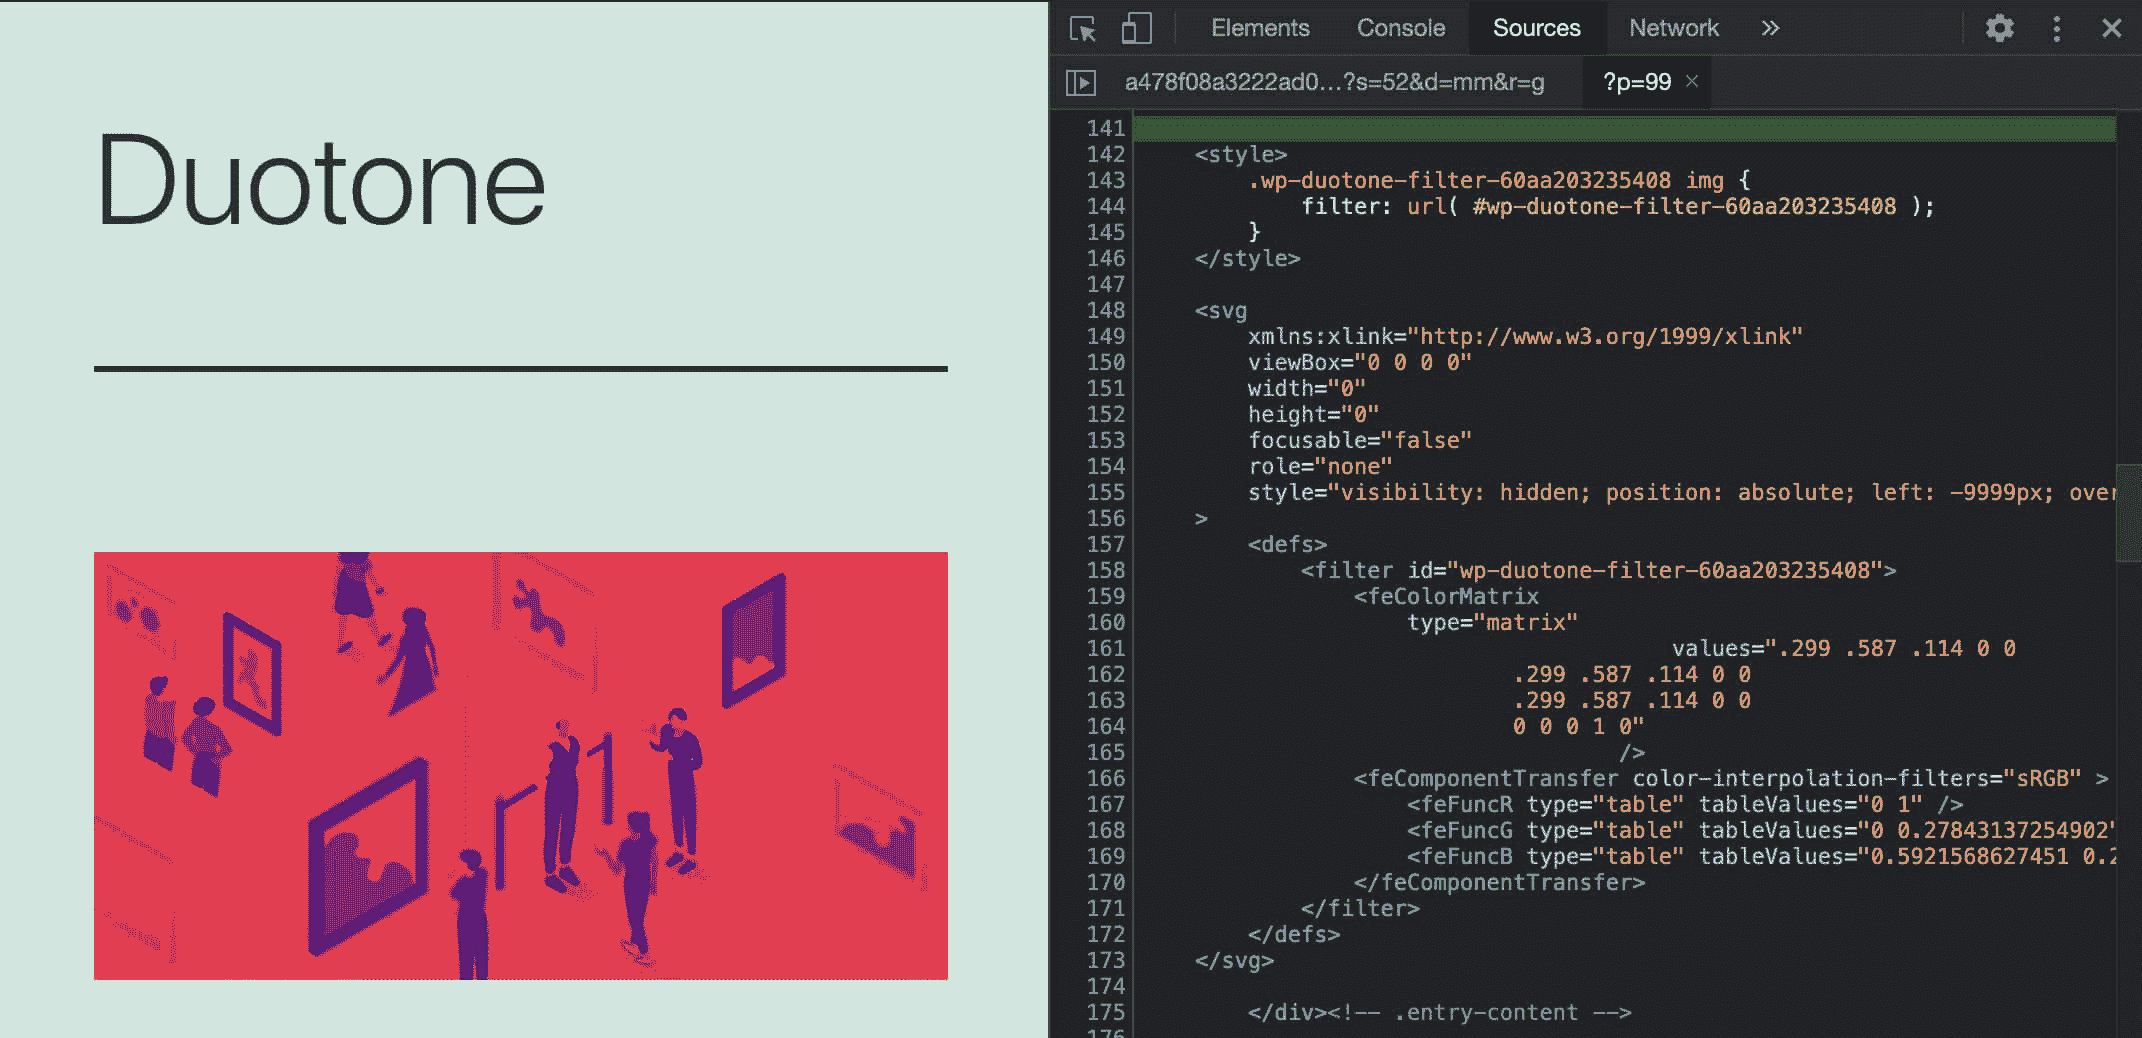 Duotone
Elements Console Sources Network »
a478f08a3222ad0...?s=52&d=mm&r=g ?p=99 ×
141
142 <style>
143 .wp-duotone-filter-60aa203235408 img {
144 filter: url( #wp-duotone-filter-60aa203235408 );
145 }
146 </style>
147
148 <svg
149 xmlns:xlink="http://www.w3.org/1999/xlink"
150 viewBox="0 0 0 0"
151 width="0"
152 height="0"
153 focusable="false"
154 role="none"
155 style="visibility: hidden; position: absolute; left: -9999px; over
156 >
157 <defs>
158 <filter id="wp-duotone-filter-60aa203235408">
159 <feColorMatrix
160 type="matrix"
161 values=".299 .587 .114 0 0
162 .299 .587 .114 0 0
163 .299 .587 .114 0 0
164 0 0 0 1 0"
165 />
166 <feComponentTransfer color-interpolation-filters="sRGB" >
167 <feFuncR type="table" tableValues="0 1" />
168 <feFuncG type="table" tableValues="0 0.27843137254902"
169 <feFuncB type="table" tableValues="0.5921568627451 0.2
170 </feComponentTransfer>
171 </filter>
172 </defs>
173 </svg>
174
175 </div><!-- .entry-content -->
176